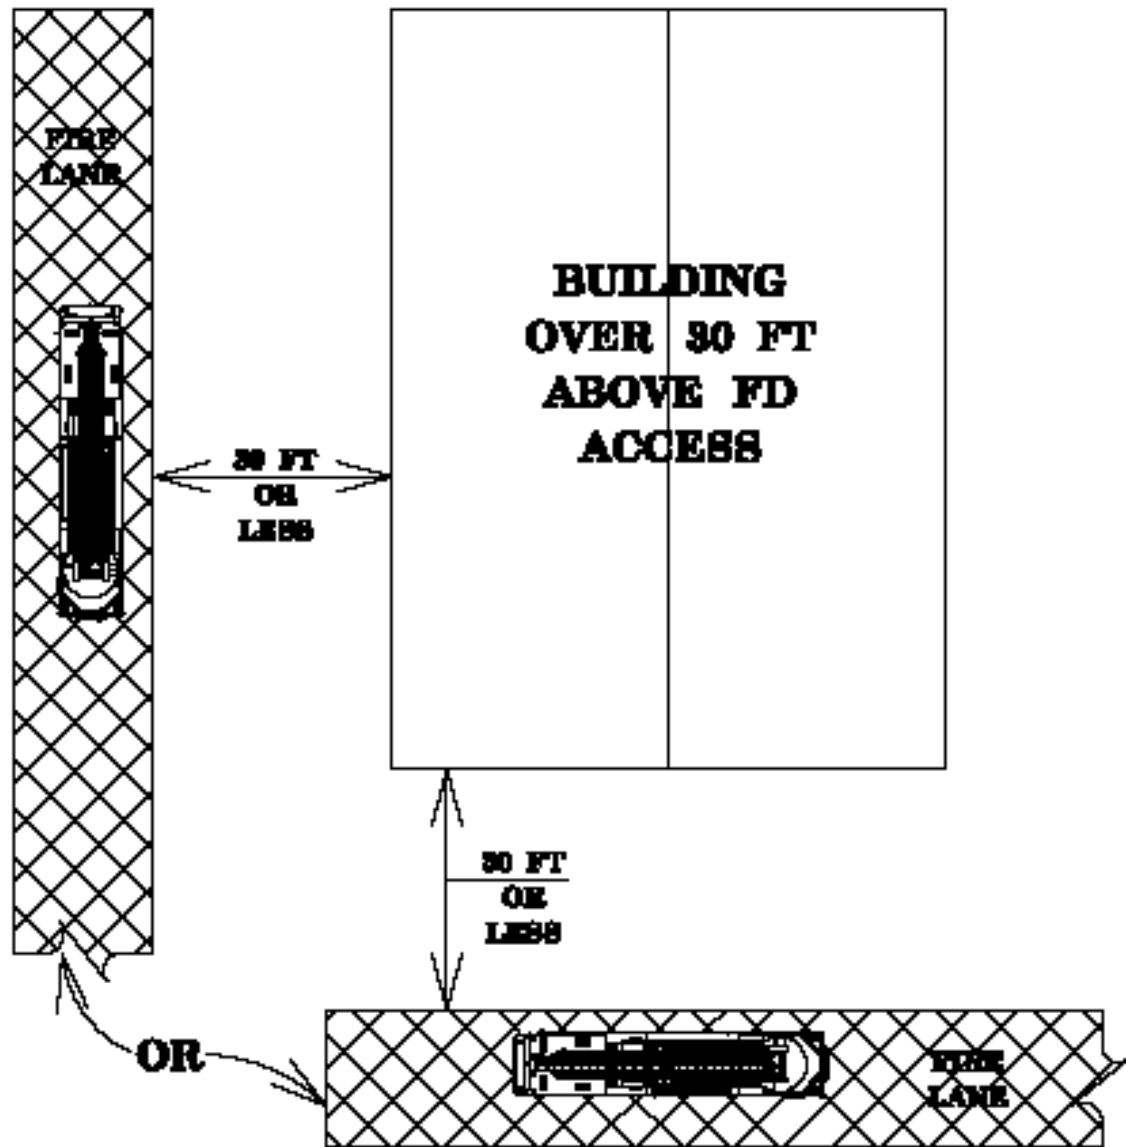 FIRE
LANE
BUILDING
OVER 30 FT
ABOVE FD
ACCESS
30 FT
OR
LESS
30 FT
OR
LESS
OR
FIRE
LANE